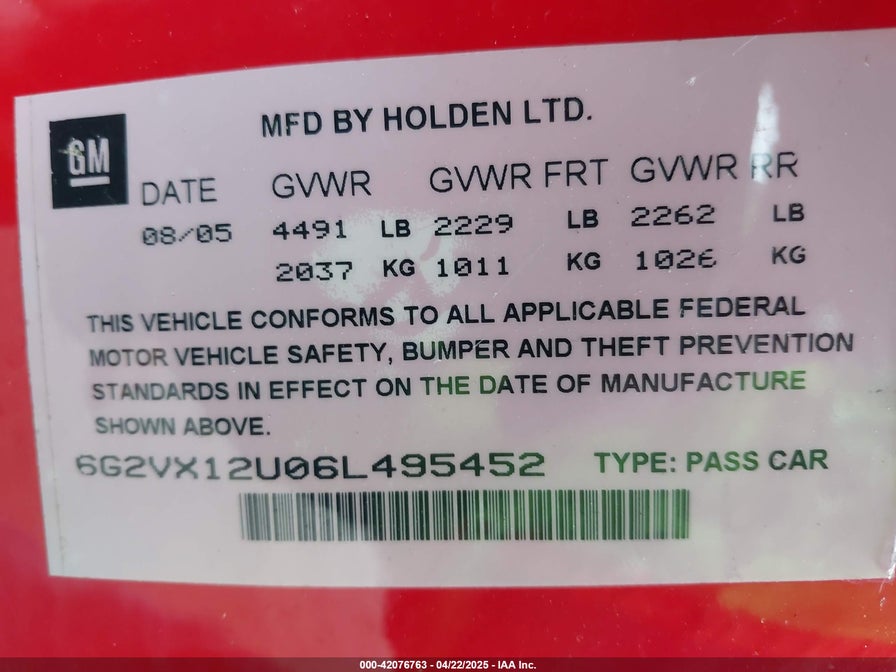 MFD BY HOLDEN LTD.
GM
DATE GVWR GVWR FRT GVWR RR
08/05 4491 LB 2229 LB 2262 LB
2037 KG 1011 KG 1026 KG
THIS VEHICLE CONFORMS TO ALL APPLICABLE FEDERAL
MOTOR VEHICLE SAFETY, BUMPER AND THEFT PREVENTION
STANDARDS IN EFFECT ON THE DATE OF MANUFACTURE
SHOWN ABOVE.
6G2VX12U06L495452 TYPE: PASS CAR
000-42076763 - 04/22/2025 - IAA Inc.